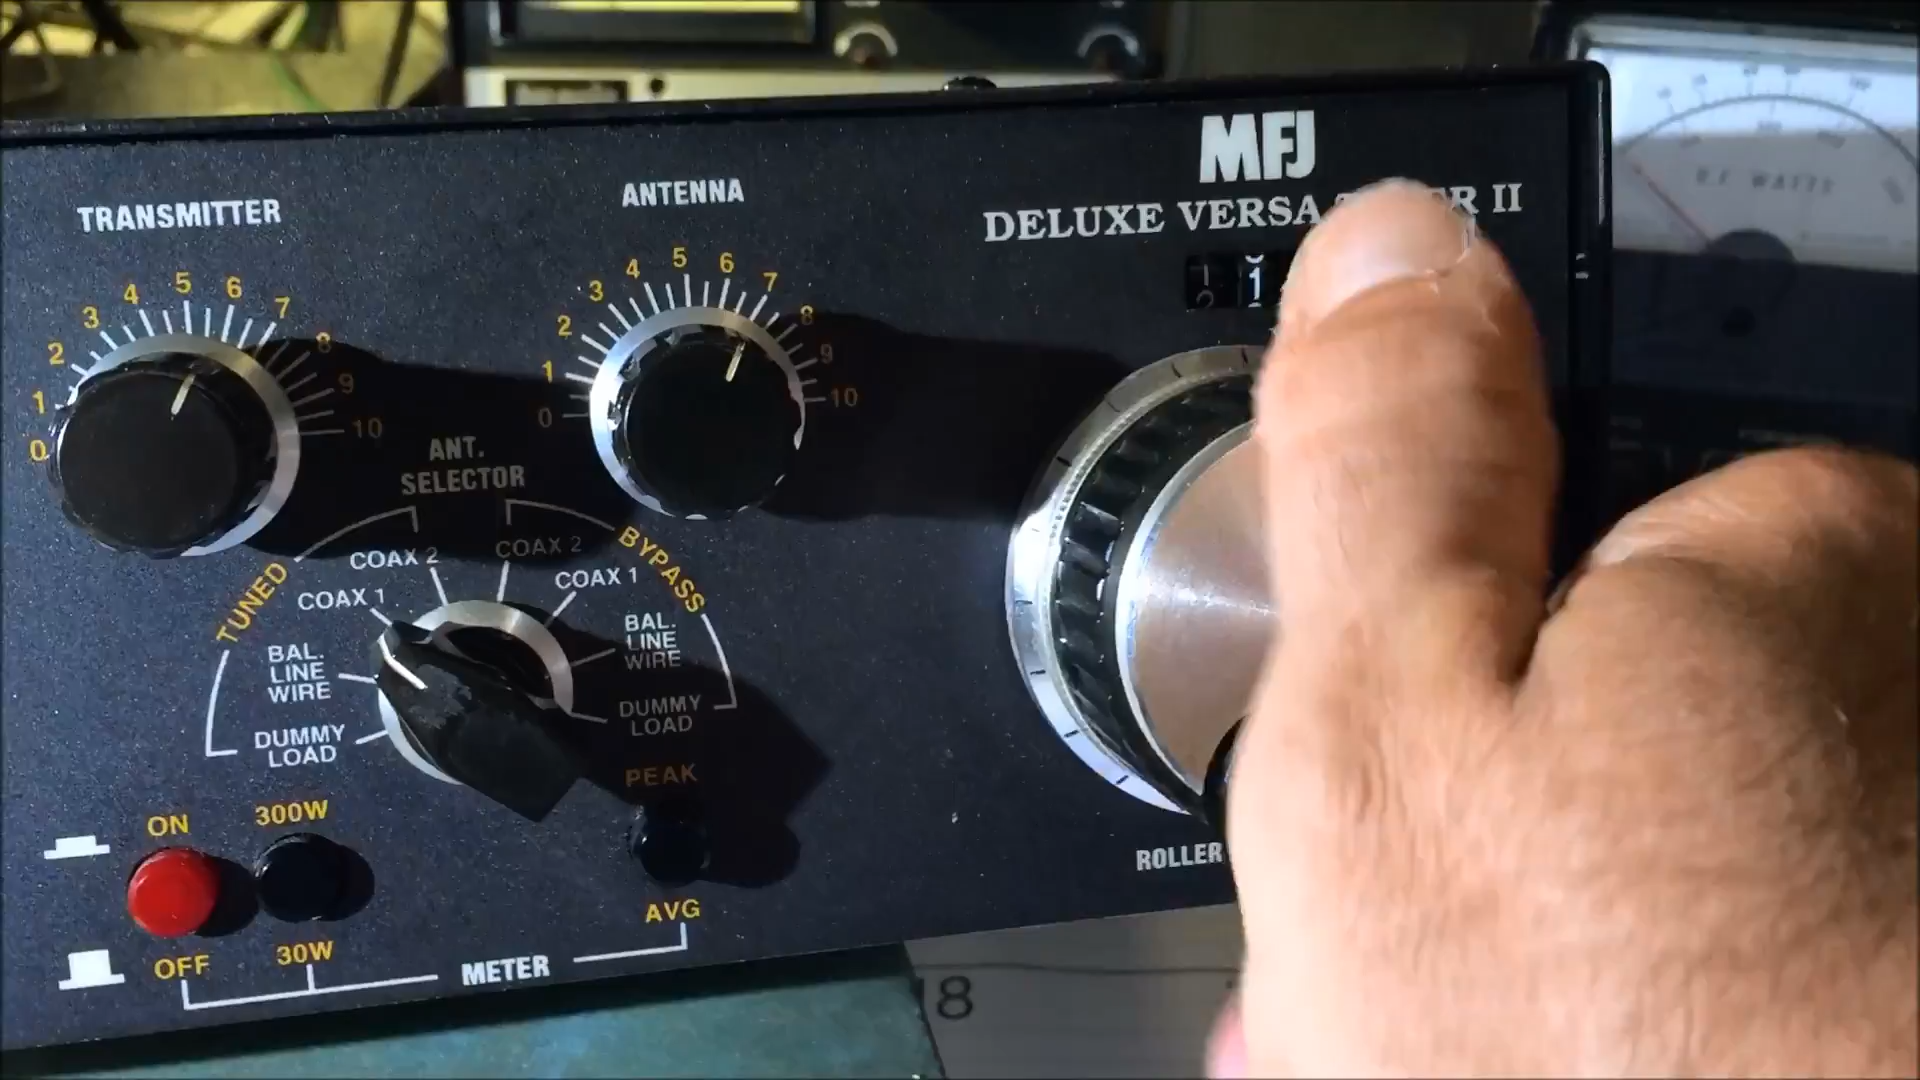 MFJ
DELUXE VERSA II
TRANSMITTER
0 1 2 3 4 5 6 7 8 9 10
ANTENNA
0 1 2 3 4 5 6 7 8 9 10
1
ANT.
SELECTOR
TUNED
BYPASS
COAX 2
COAX 2
COAX 1
COAX 1
BAL.
LINE
WIRE
BAL.
LINE
WIRE
DUMMY
LOAD
DUMMY
LOAD
PEAK
ON
300W
ROLLER
AVG
OFF
30W
METER
R.F. WATTS
8